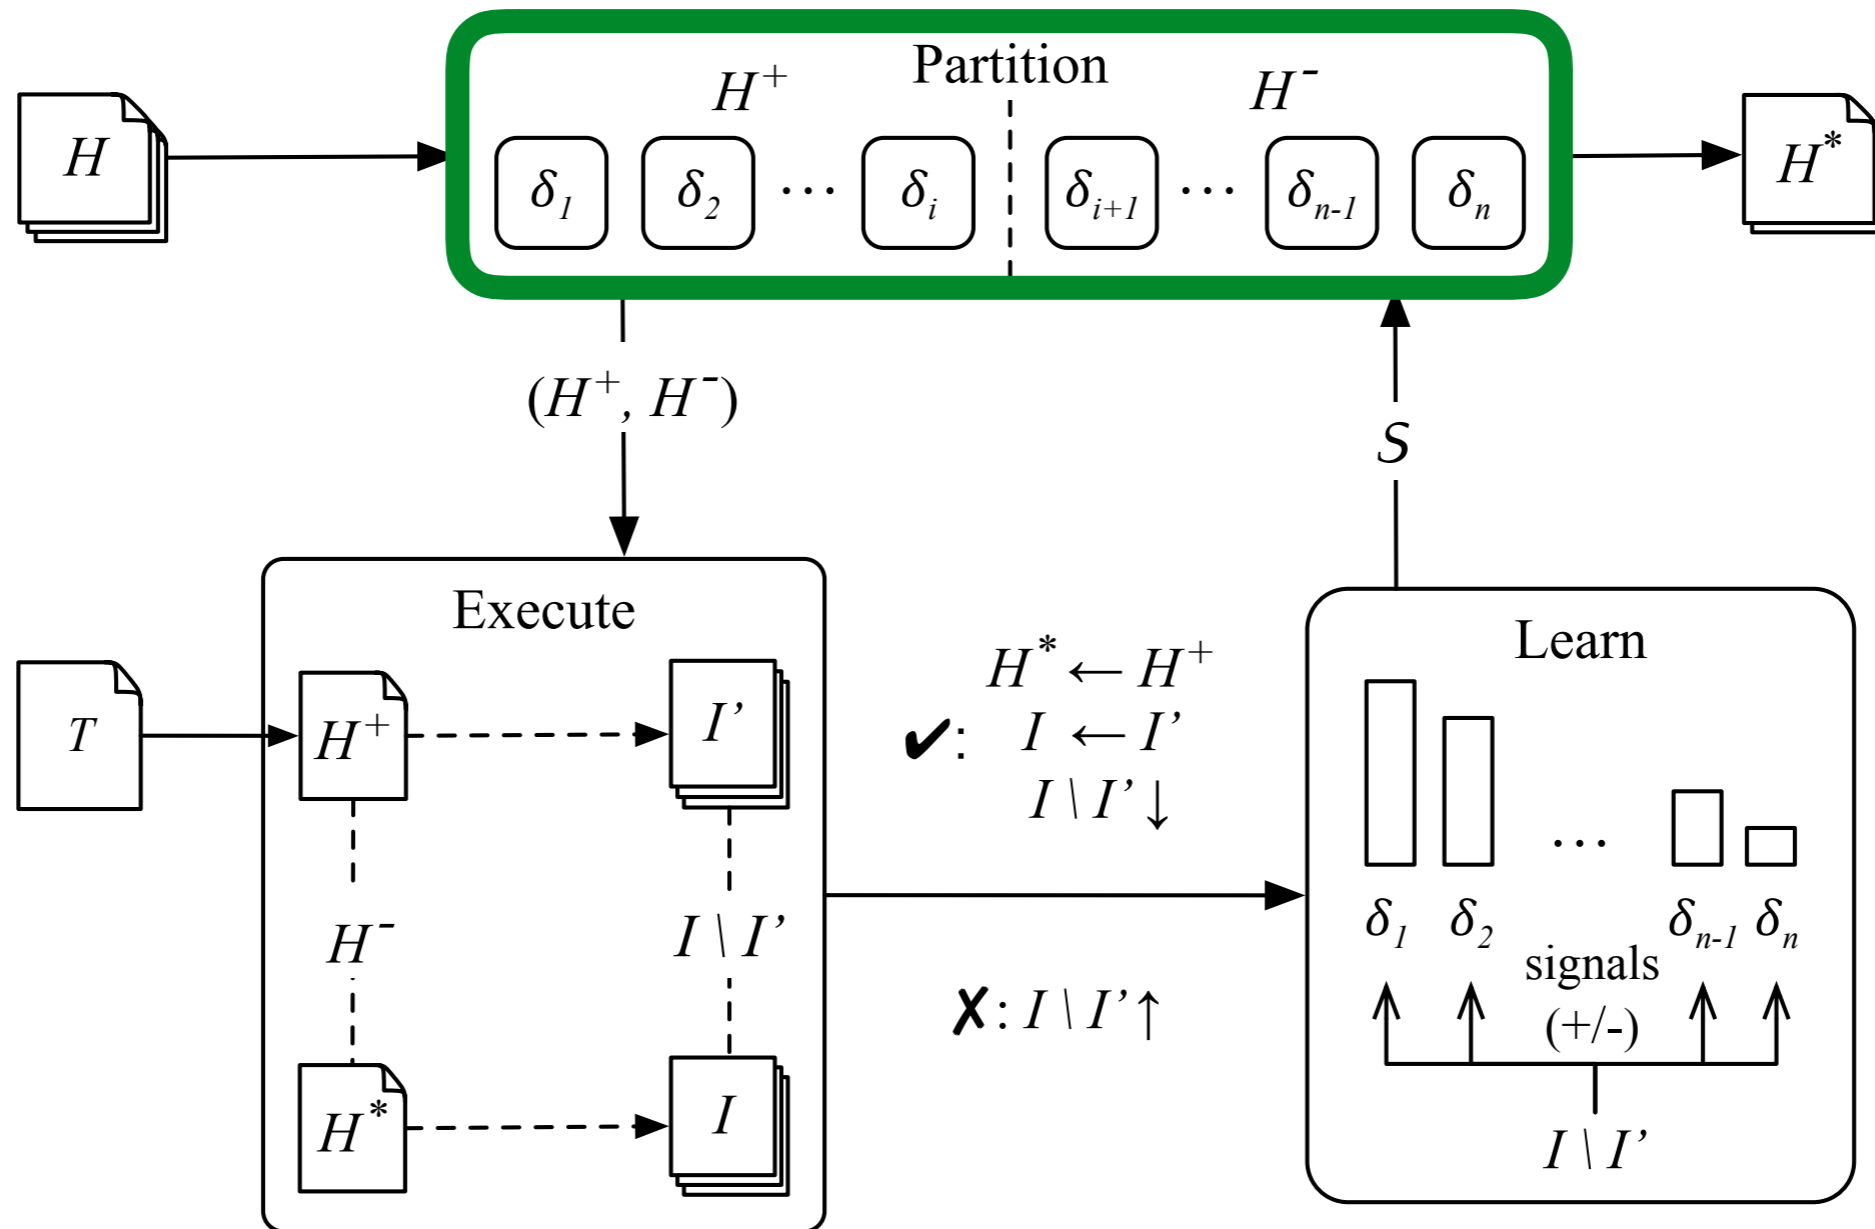 Partition
H⁺ H⁻
H δ₁ δ₂ ⋯ δᵢ δᵢ₊₁ ⋯ δₙ₋₁ δₙ H*
(H⁺, H⁻)
S
Execute
T H⁺ I’
H⁻ I \ I’
H* I
H* ← H⁺
✔: I ← I’
I \ I’ ↓
✗: I \ I’ ↑
Learn
…
δ₁ δ₂ δₙ₋₁ δₙ
signals
(+/-)
I \ I’